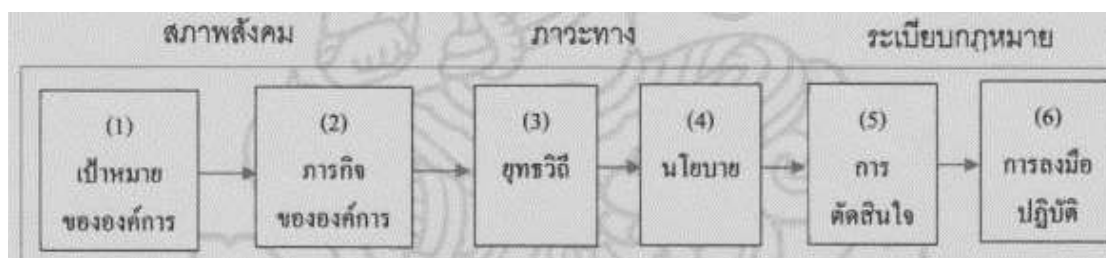 สภาพสังคม ภาวะทาง ระเบียบกฎหมาย
(1)
เป้าหมาย
ขององค์การ
(2)
ภารกิจ
ขององค์การ
(3)
ยุทธวิถี
(4)
นโยบาย
(5)
การ
ตัดสินใจ
(6)
การลงมือ
ปฏิบัติ